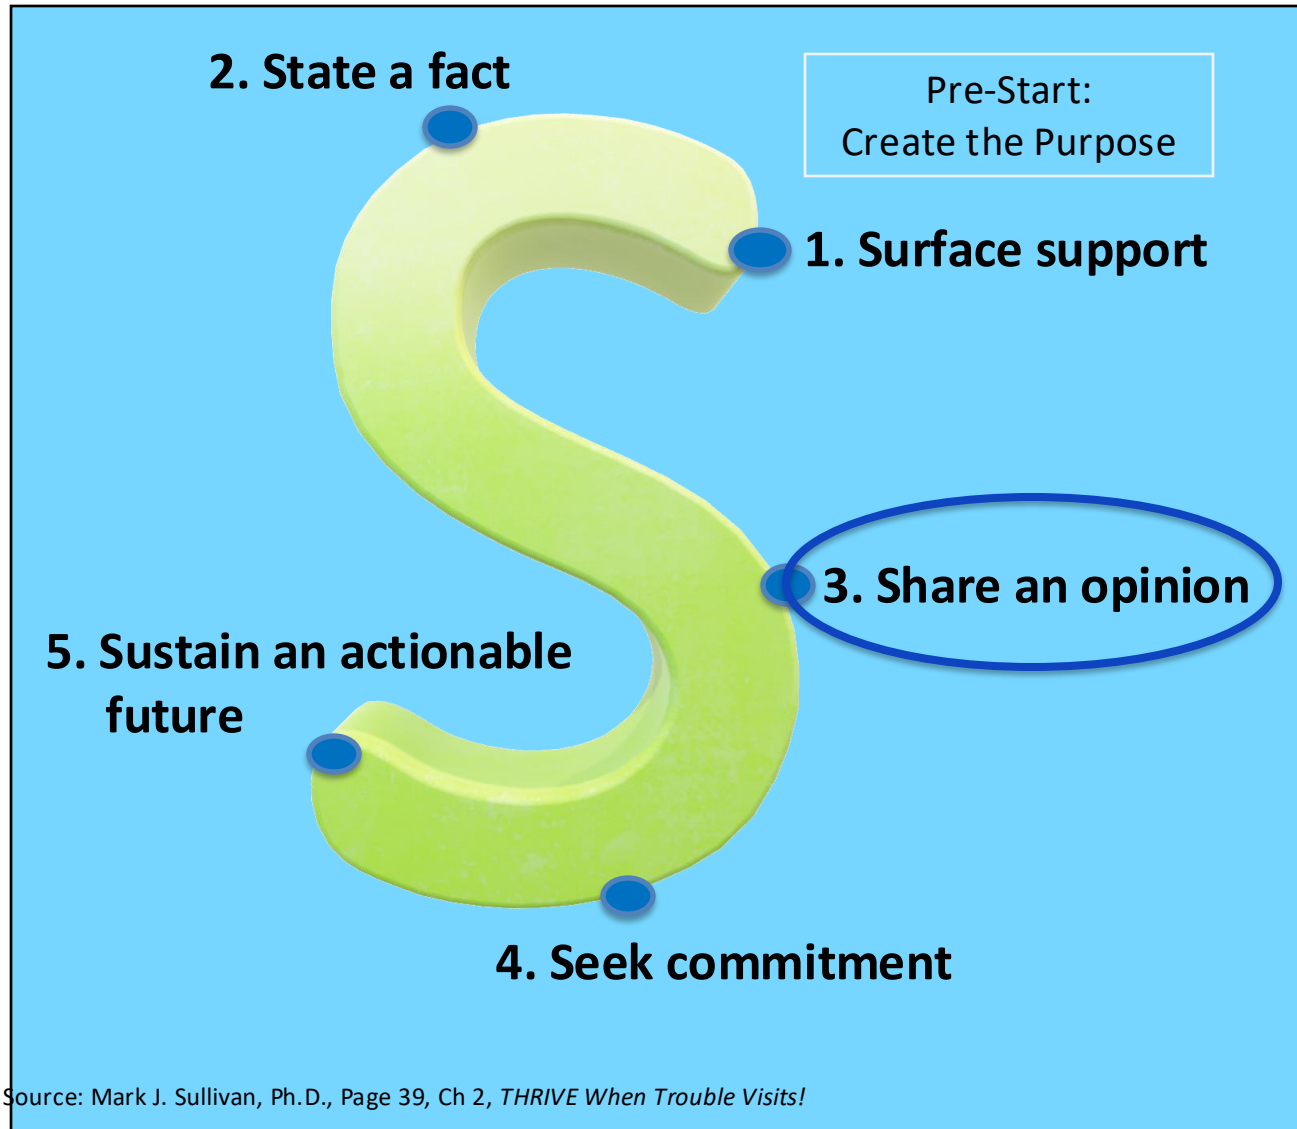 2. State a fact
Pre-Start:
Create the Purpose
1. Surface support
3. Share an opinion
5. Sustain an actionable
future
4. Seek commitment
Source: Mark J. Sullivan, Ph.D., Page 39, Ch 2, THRIVE When Trouble Visits!